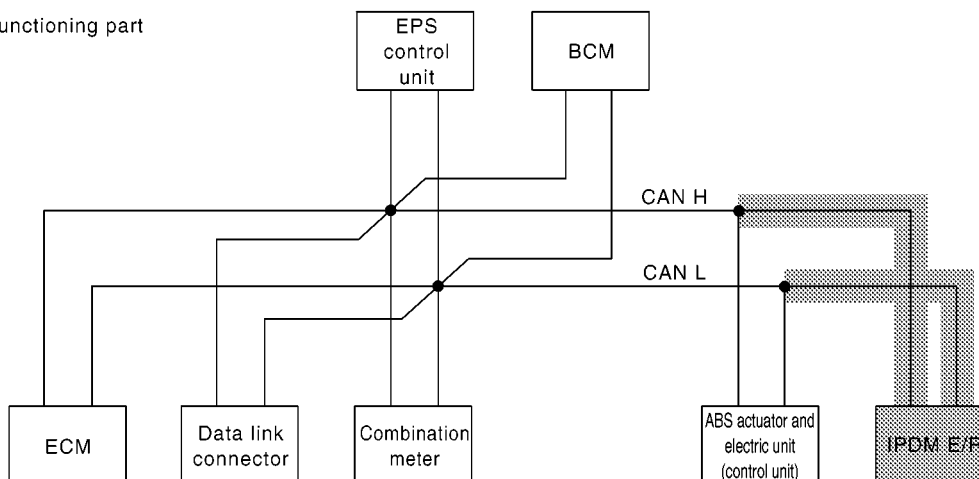 unctioning part
EPS
control
unit
BCM
CAN H
CAN L
ECM
Data link
connector
Combination
meter
ABS actuator and
electric unit
(control unit)
IPDM E/R